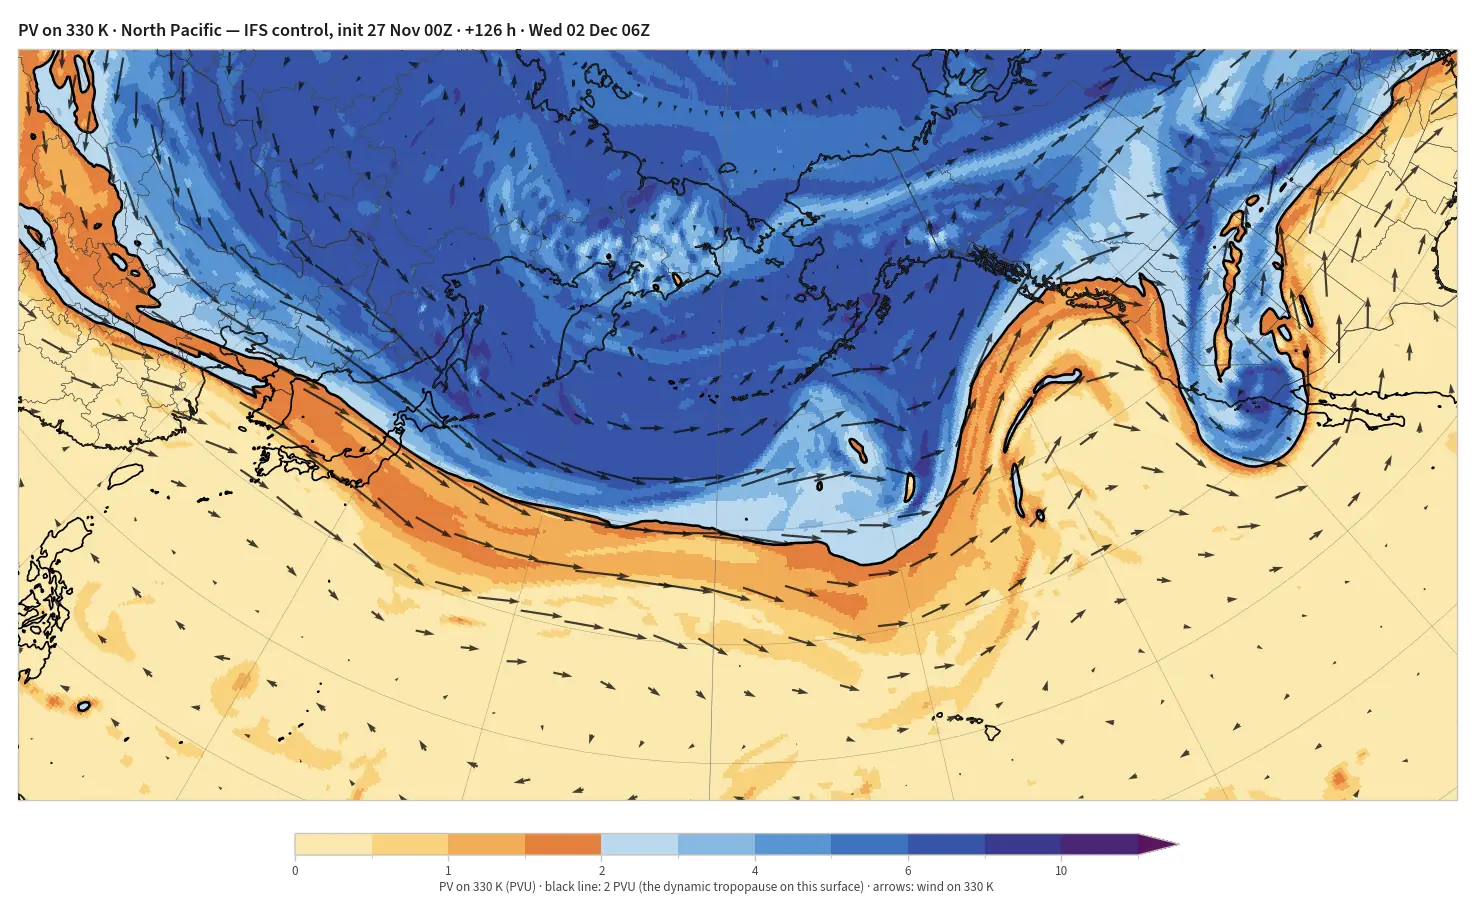 PV on 330 K · North Pacific — IFS control, init 27 Nov 00Z · +126 h · Wed 02 Dec 06Z
0 1 2 4 6 10
PV on 330 K (PVU) · black line: 2 PVU (the dynamic tropopause on this surface) · arrows: wind on 330 K